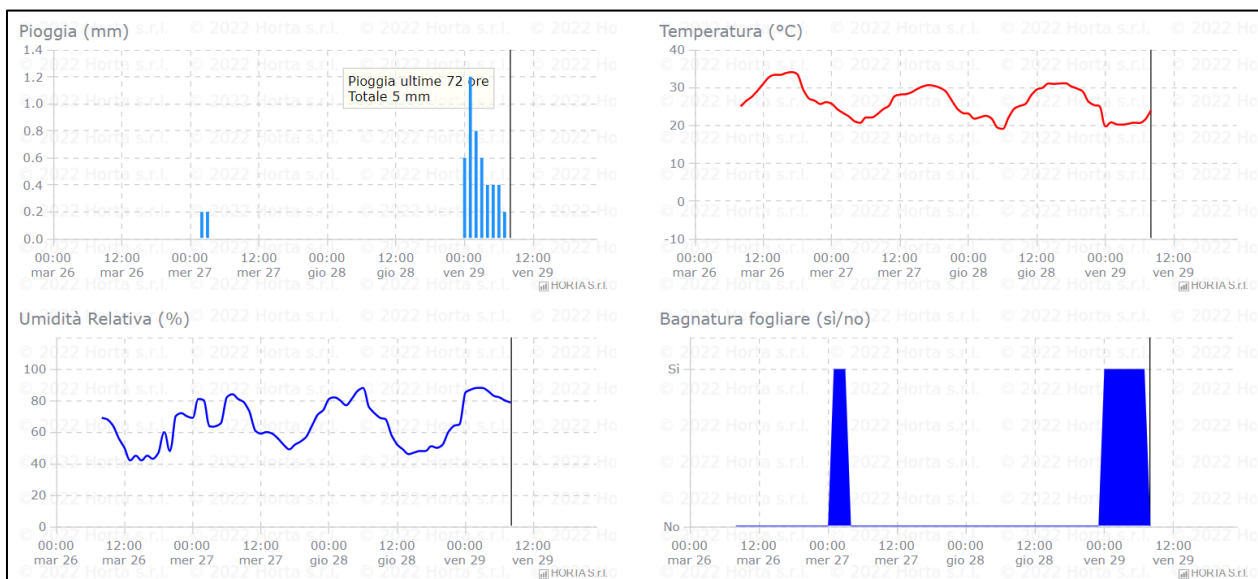 Pioggia (mm)
1.4
1.2
1.0
0.8
0.6
0.4
0.2
0.0
Pioggia ultime 72 ore
Totale 5 mm
00:00 12:00 00:00 12:00 00:00 12:00 00:00 12:00
mar 26 mar 26 mer 27 mer 27 gio 28 gio 28 ven 29 ven 29
HORTA S.r.l.
Temperatura (°C)
40
30
20
10
0
-10
00:00 12:00 00:00 12:00 00:00 12:00 00:00 12:00
mar 26 mar 26 mer 27 mer 27 gio 28 gio 28 ven 29 ven 29
HORTA S.r.l.
Umidità Relativa (%)
100
80
60
40
20
0
00:00 12:00 00:00 12:00 00:00 12:00 00:00 12:00
mar 26 mar 26 mer 27 mer 27 gio 28 gio 28 ven 29 ven 29
HORTA S.r.l.
Bagnatura fogliare (si/no)
Si
No
00:00 12:00 00:00 12:00 00:00 12:00 00:00 12:00
mar 26 mar 26 mer 27 mer 27 gio 28 gio 28 ven 29 ven 29
HORTA S.r.l.
© 2022 Horta s.r.l.